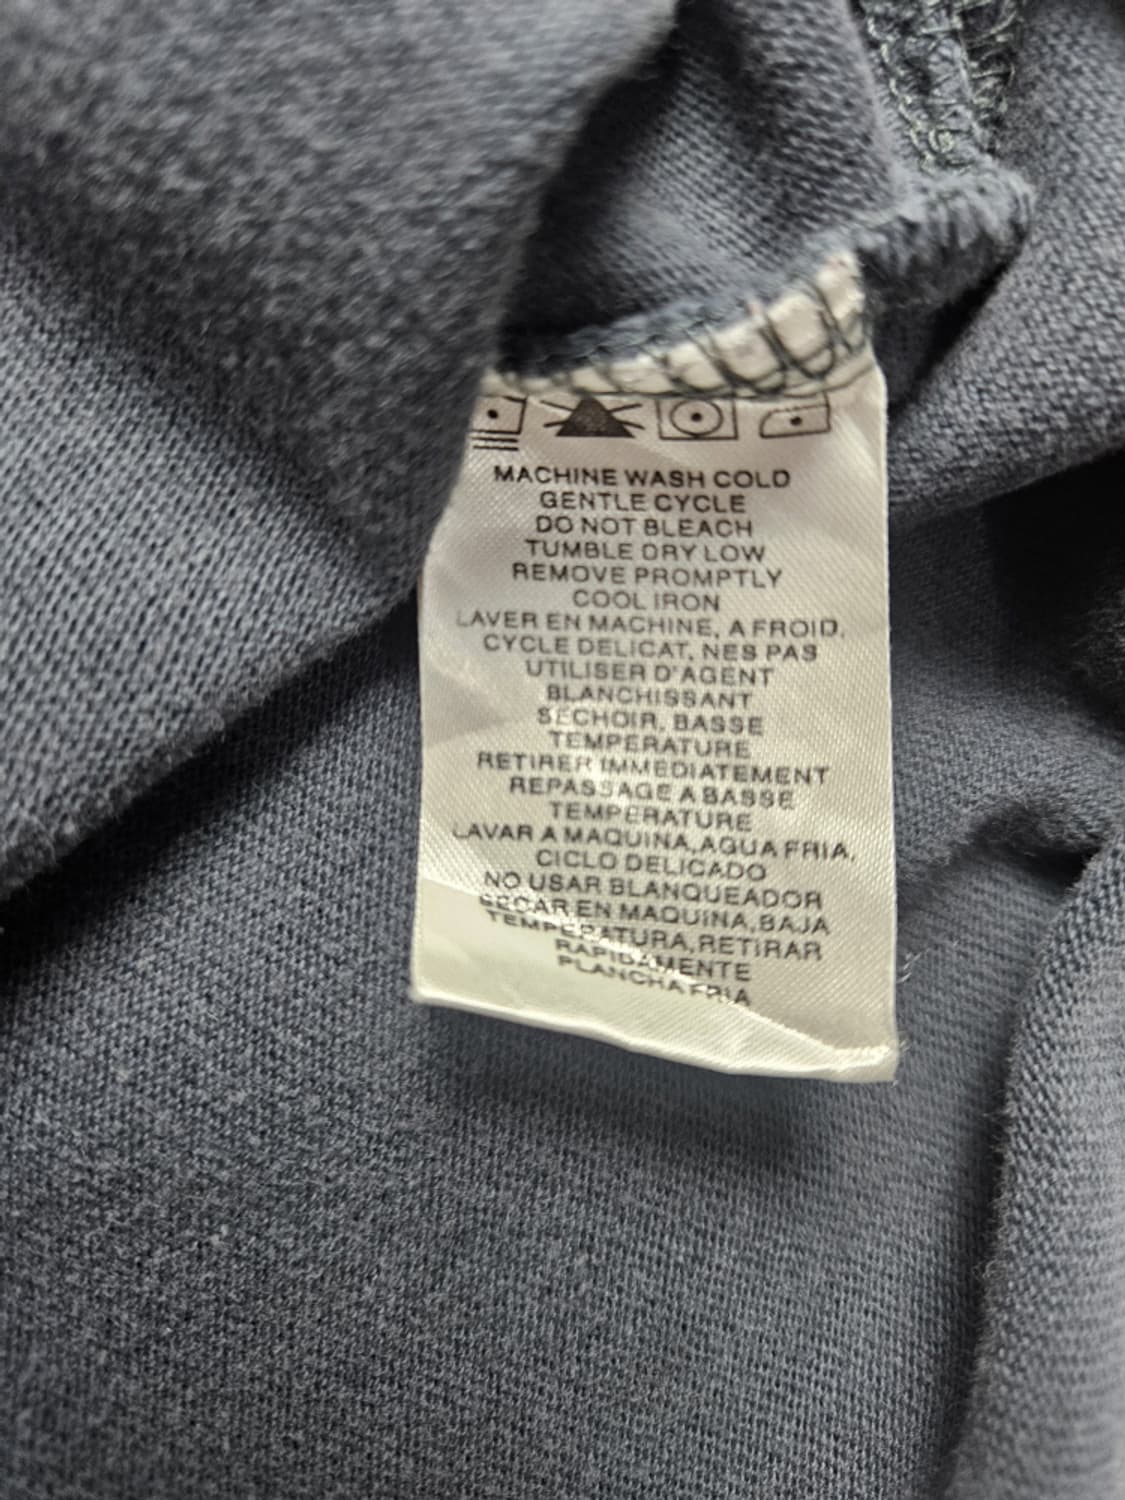 MACHINE WASH COLD
GENTLE CYCLE
DO NOT BLEACH
TUMBLE DRY LOW
REMOVE PROMPTLY
COOL IRON
LAVER EN MACHINE, A FROID,
CYCLE DELICAT, NES PAS
UTILISER D'AGENT
BLANCHISSANT
SECHOIR, BASSE
TEMPERATURE
RETIRER IMMEDIATEMENT
REPASSAGE A BASSE
TEMPERATURE
LAVAR A MAQUINA,AGUA FRIA,
CICLO DELICADO
NO USAR BLANQUEADOR
SECAR EN MAQUINA,BAJA
TEMPERATURA,RETIRAR
RAPIDAMENTE
PLANCHA FRIA